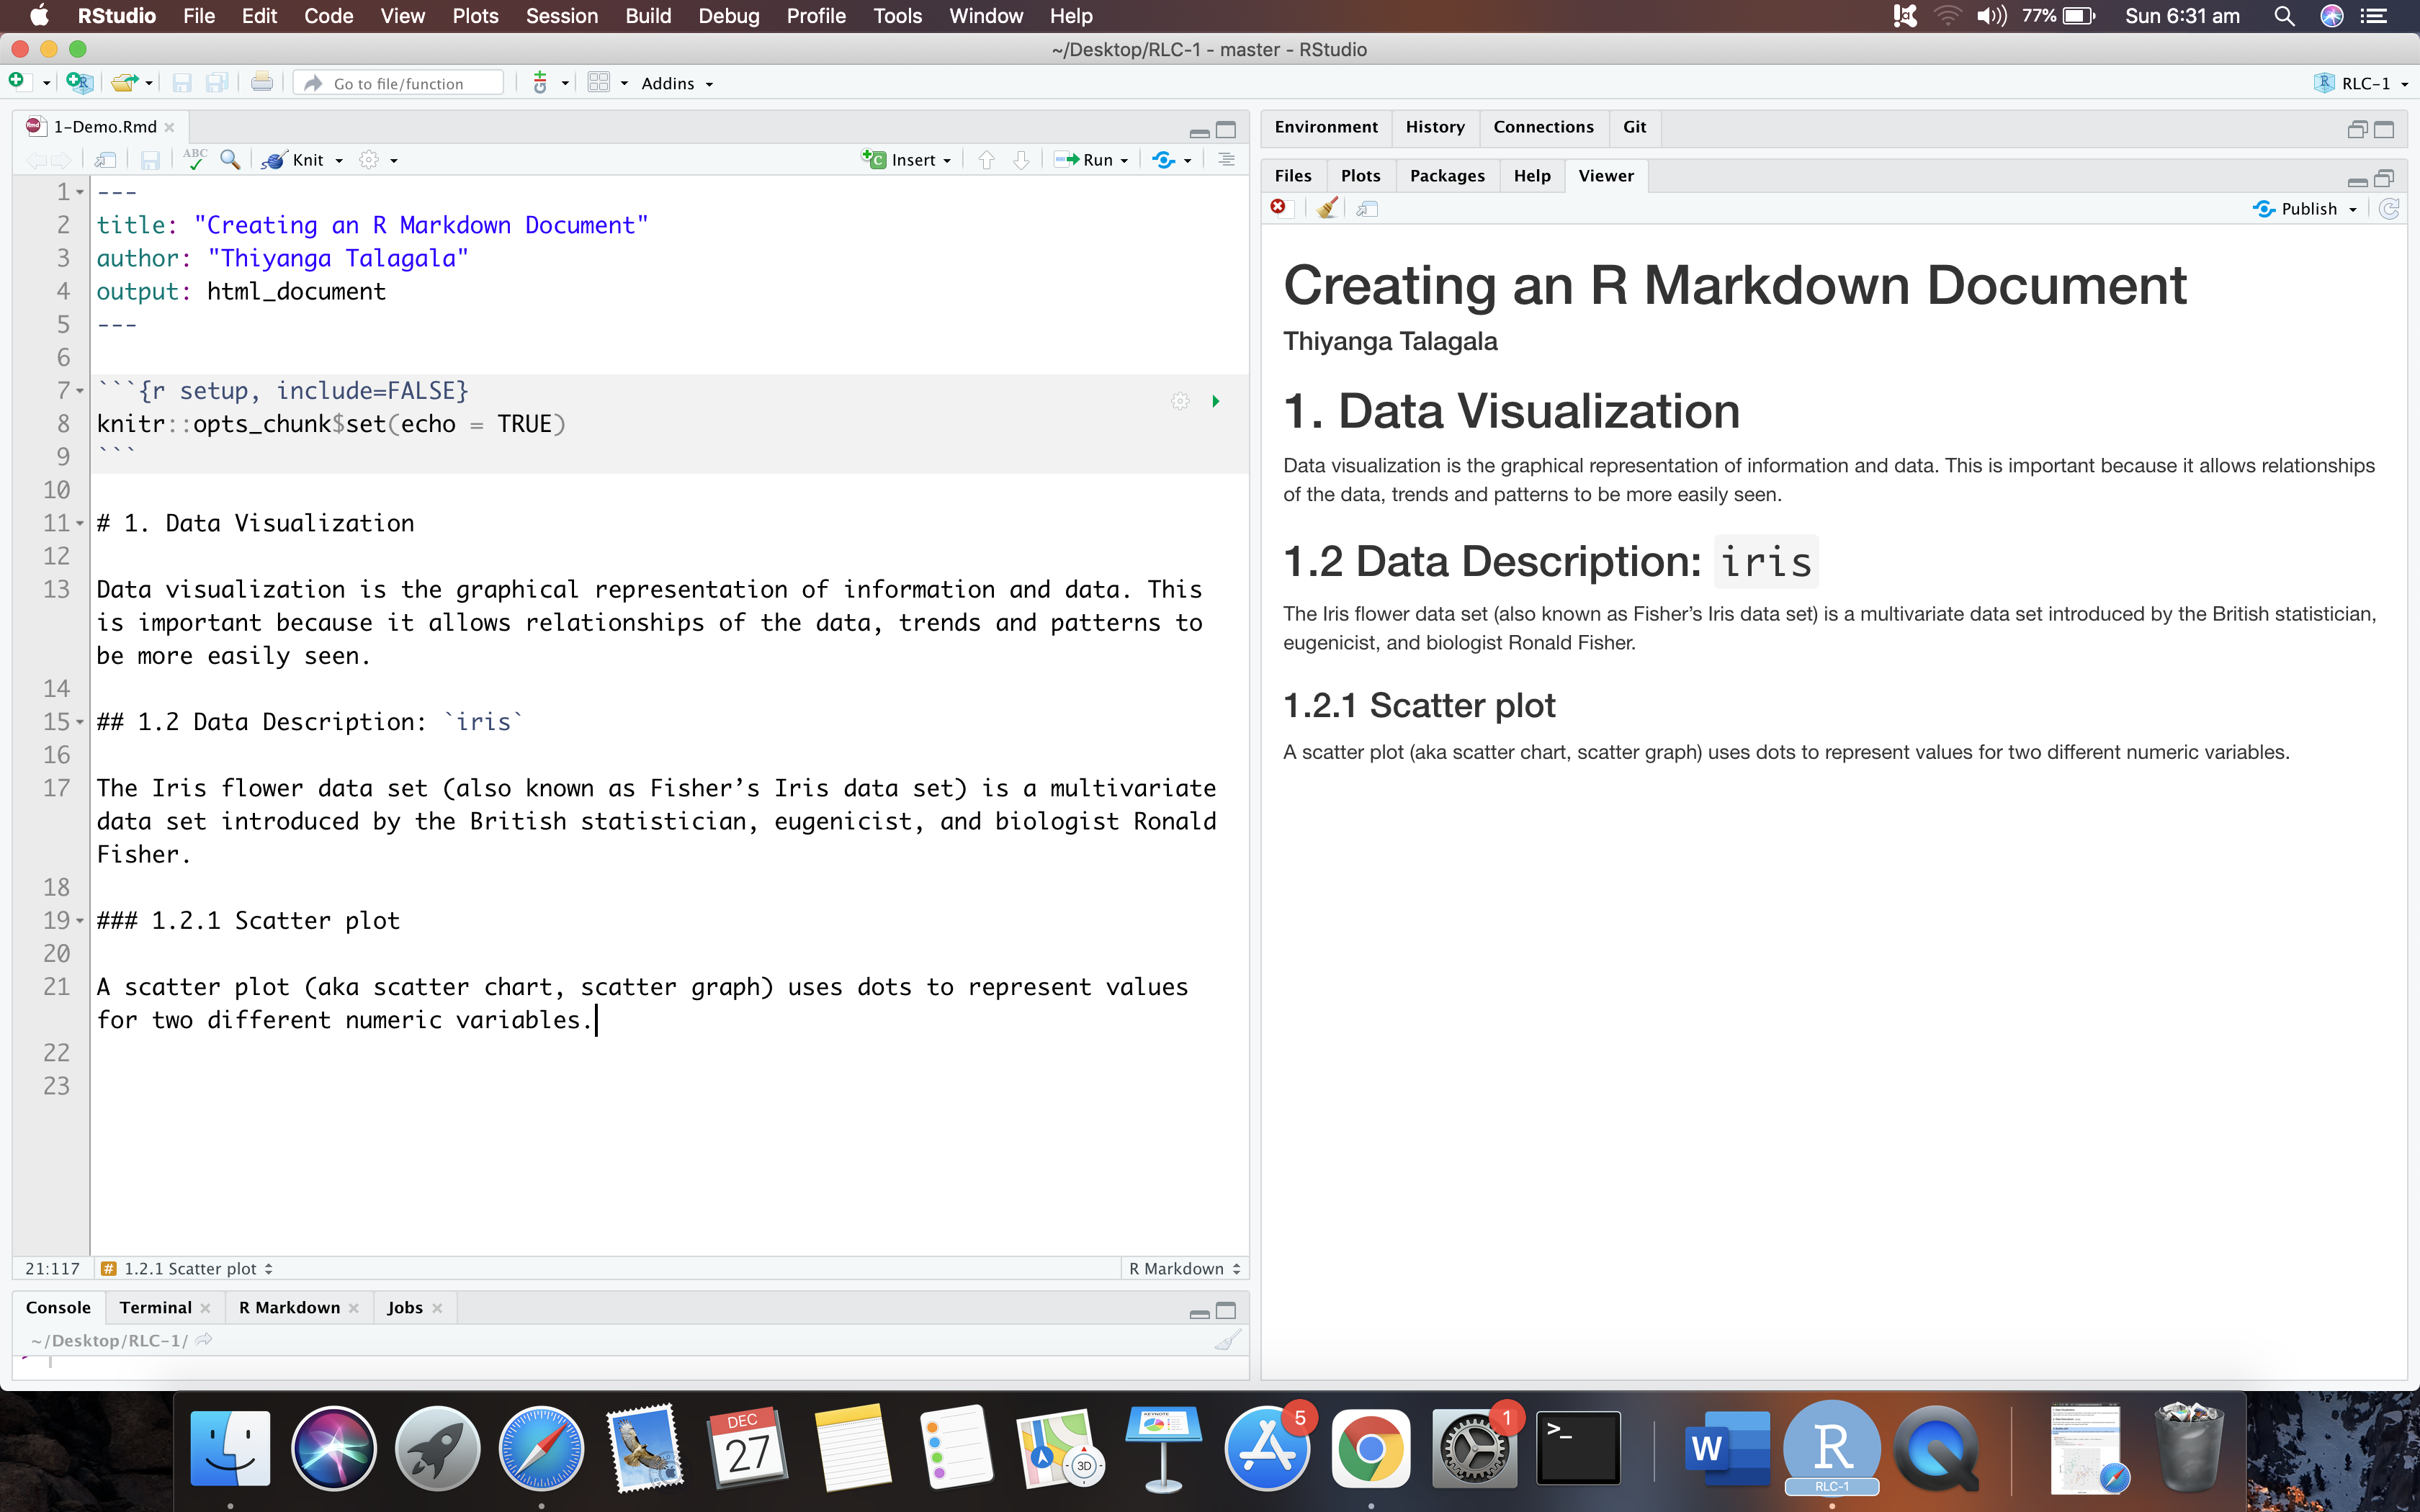 RStudio File Edit Code View Plots Session Build Debug Profile Tools Window Help 77% Sun 6:31 am
~/Desktop/RLC-1 - master - RStudio
Go to file/function Addins RLC-1
1-Demo.Rmd
ABC Knit Insert Run
1 ---
2 title: "Creating an R Markdown Document"
3 author: "Thiyanga Talagala"
4 output: html_document
5 ---
6
7 ```{r setup, include=FALSE}
8 knitr::opts_chunk$set(echo = TRUE)
9 ```
10
11 # 1. Data Visualization
12
13 Data visualization is the graphical representation of information and data. This
is important because it allows relationships of the data, trends and patterns to
be more easily seen.
14
15 ## 1.2 Data Description: `iris`
16
17 The Iris flower data set (also known as Fisher’s Iris data set) is a multivariate
data set introduced by the British statistician, eugenicist, and biologist Ronald
Fisher.
18
19 ### 1.2.1 Scatter plot
20
21 A scatter plot (aka scatter chart, scatter graph) uses dots to represent values
for two different numeric variables.
22
23
21:117 # 1.2.1 Scatter plot R Markdown
Console Terminal R Markdown Jobs
~/Desktop/RLC-1/
Environment History Connections Git
Files Plots Packages Help Viewer
Publish
Creating an R Markdown Document
Thiyanga Talagala
1. Data Visualization
Data visualization is the graphical representation of information and data. This is important because it allows relationships
of the data, trends and patterns to be more easily seen.
1.2 Data Description: iris
The Iris flower data set (also known as Fisher’s Iris data set) is a multivariate data set introduced by the British statistician,
eugenicist, and biologist Ronald Fisher.
1.2.1 Scatter plot
A scatter plot (aka scatter chart, scatter graph) uses dots to represent values for two different numeric variables.
DEC
27
3D
KEYNOTE
5
1
>_
W
R
RLC-1